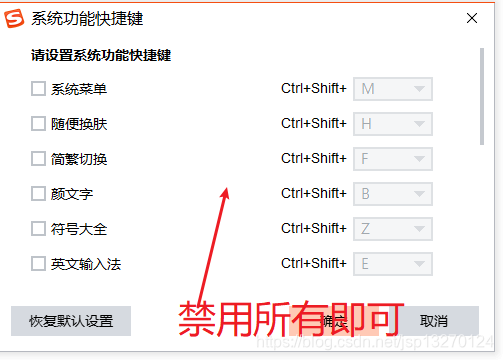 系统功能快捷键
请设置系统功能快捷键
系统菜单 Ctrl+Shift+ M
随便换肤 Ctrl+Shift+ H
简繁切换 Ctrl+Shift+ F
颜文字 Ctrl+Shift+ B
符号大全 Ctrl+Shift+ Z
英文输入法 Ctrl+Shift+ E
禁用所有即可
恢复默认设置 确定 取消
https://blog.csdn.net/jsp13270124